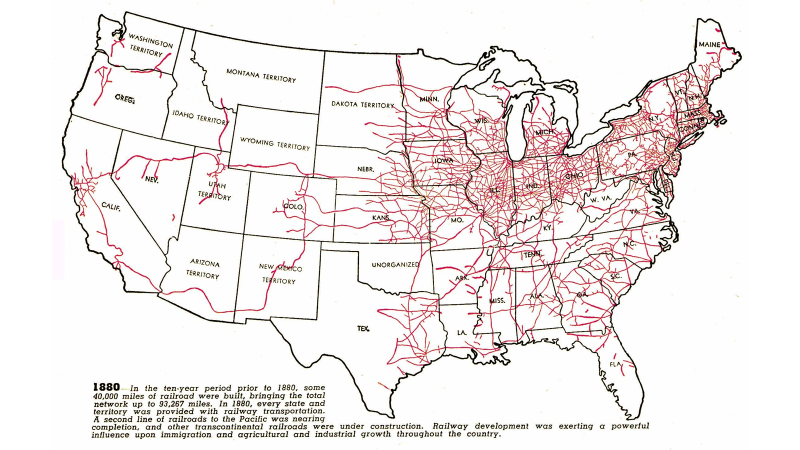 WASHINGTON
TERRITORY
MAINE
MONTANA TERRITORY
OREG.
IDAHO TERRITORY
DAKOTA TERRITORY
MINN.
WIS.
MICH.
N.Y.
VT.
N.H.
MASS.
CONN.
WYOMING TERRITORY
IOWA
NEBR.
PA.
NEV.
UTAH
TERRITORY
COLO.
ILL.
IND.
OHIO
W. VA.
VA.
CALIF.
KANS.
MO.
KY.
N.C.
ARIZONA
TERRITORY
NEW MEXICO
TERRITORY
UNORGANIZED
ARK.
TENN.
S.C.
MISS.
ALA.
GA.
TEX.
LA.
FLA.
1880 In the ten-year period prior to 1880, some
40,000 miles of railroad were built, bringing the total
network up to 93,267 miles. In 1880, every state and
territory was provided with railway transportation.
A second line of railroads to the Pacific was nearing
completion, and other transcontinental railroads were under construction. Railway development was exerting a powerful
influence upon immigration and agricultural and industrial growth throughout the country.